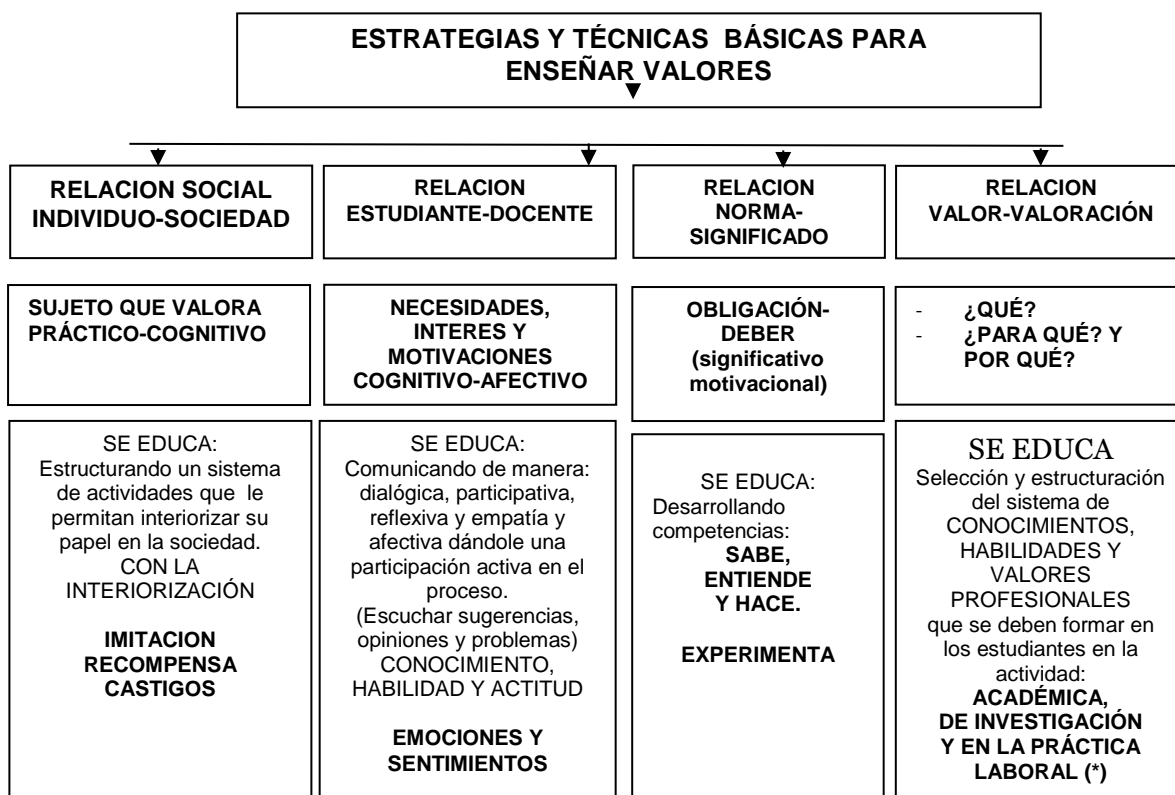 ESTRATEGIAS Y TÉCNICAS BÁSICAS PARA
ENSEÑAR VALORES
RELACION SOCIAL
INDIVIDUO-SOCIEDAD
RELACION
ESTUDIANTE-DOCENTE
RELACION
NORMA-
SIGNIFICADO
RELACION
VALOR-VALORACIÓN
SUJETO QUE VALORA
PRÁCTICO-COGNITIVO
NECESIDADES,
INTERES Y
MOTIVACIONES
COGNITIVO-AFECTIVO
OBLIGACIÓN-
DEBER
(significativo
motivacional)
- ¿QUÉ?
- ¿PARA QUÉ? Y
POR QUÉ?
SE EDUCA:
Estructurando un sistema
de actividades que le
permitan interiorizar su
papel en la sociedad.
CON LA
INTERIORIZACIÓN
IMITACION
RECOMPENSA
CASTIGOS
SE EDUCA:
Comunicando de manera:
dialógica, participativa,
reflexiva y empatía y
afectiva dándole una
participación activa en el
proceso.
(Escuchar sugerencias,
opiniones y problemas)
CONOCIMIENTO,
HABILIDAD Y ACTITUD
EMOCIONES Y
SENTIMIENTOS
SE EDUCA:
Desarrollando
competencias:
SABE,
ENTIENDE
Y HACE.
EXPERIMENTA
SE EDUCA
Selección y estructuración
del sistema de
CONOCIMIENTOS,
HABILIDADES Y
VALORES
PROFESIONALES
que se deben formar en
los estudiantes en la
actividad:
ACADÉMICA,
DE INVESTIGACIÓN
Y EN LA PRÁCTICA
LABORAL (*)